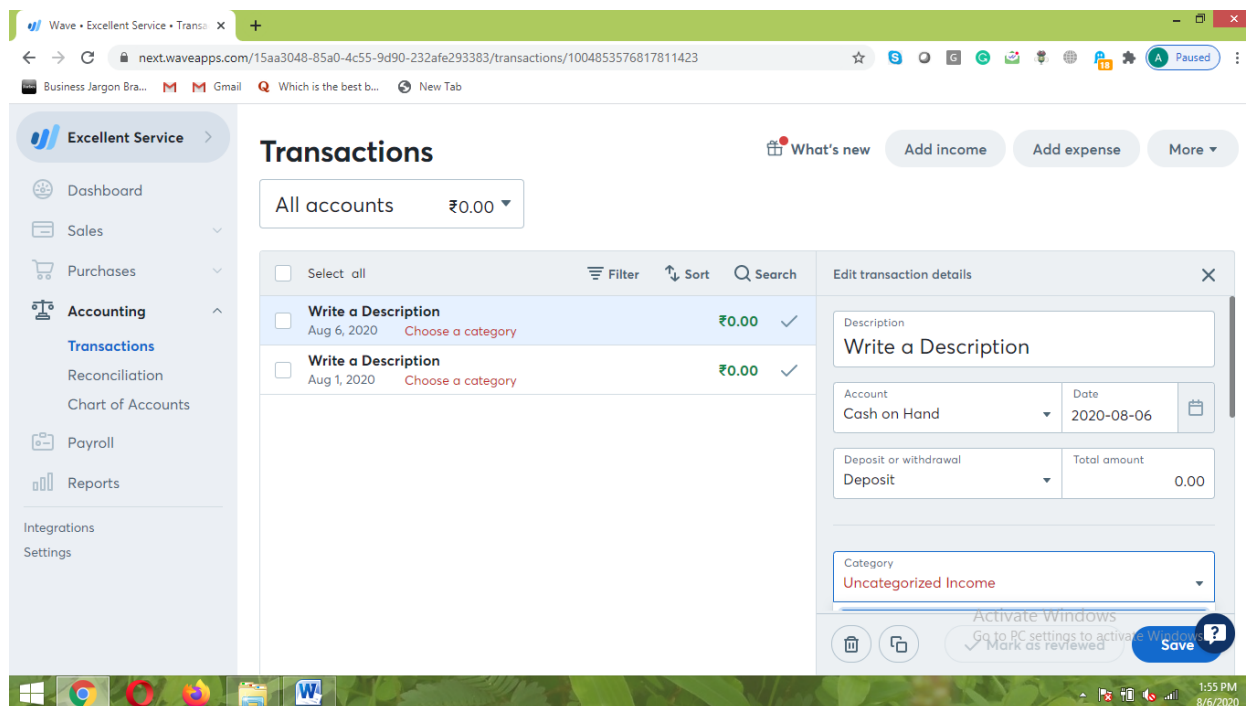 Wave • Excellent Service • Transa
next.waveapps.com/15aa3048-85a0-4c55-9d90-232afe293383/transactions/1004853576817811423
A Paused
18
Business Jargon Bra... Gmail Which is the best b... New Tab
Excellent Service
Dashboard
Sales
Purchases
Accounting
Transactions
Reconciliation
Chart of Accounts
Payroll
Reports
Integrations
Settings
Transactions
What's new Add income Add expense More
All accounts ₹0.00
Select all Filter Sort Search
Write a Description
Aug 6, 2020 Choose a category
₹0.00
Write a Description
Aug 1, 2020 Choose a category
₹0.00
Edit transaction details
Description
Write a Description
Account Date
Cash on Hand 2020-08-06
Deposit or withdrawal Total amount
Deposit 0.00
Category
Uncategorized Income
Activate Windows
Go to PC settings to activate Windows.
Mark as reviewed Save
1:55 PM
8/6/2020